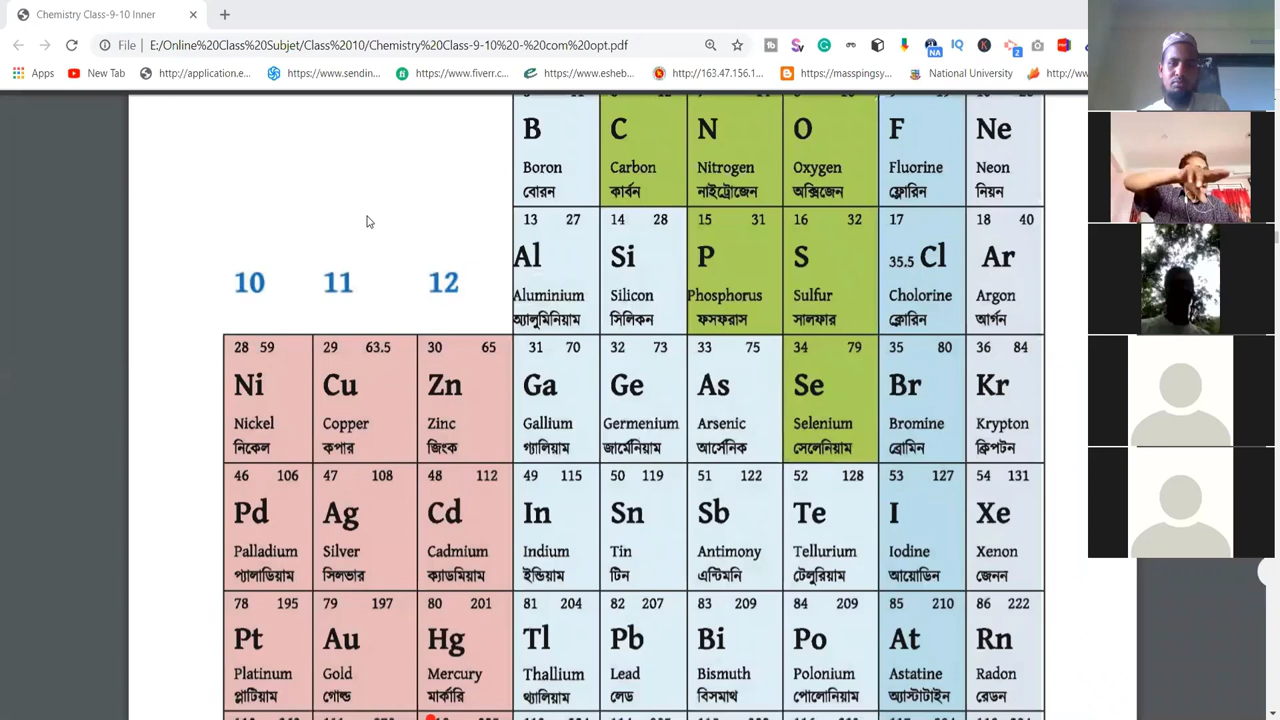 Chemistry Class-9-10 Inner
File E:/Online%20Class%20Subjet/Class 10/Chemistry%20Class-9-10%20-%20com%20opt.pdf
Apps New Tab http://application.e... https://www.sendin... https://www.fiverr.c... https://www.esheb... http://163.47.156.1... https://maspingsy... National University http://ww
B C N O F Ne
Boron Carbon Nitrogen Oxygen Fluorine Neon
বোরন কার্বন নাইট্রোজেন অক্সিজেন ফ্লোরিন নিয়ন
13 27 14 28 15 31 16 32 17 18 40
10 11 12 Al Si P S 35.5 Cl Ar
Aluminium Silicon Phosphorus Sulfur Cholorine Argon
অ্যালুমিনিয়াম সিলিকন ফসফরাস সালফার ক্লোরিন আর্গন
28 59 29 63.5 30 65 31 70 32 73 33 75 34 79 35 80 36 84
Ni Cu Zn Ga Ge As Se Br Kr
Nickel Copper Zinc Gallium Germenium Arsenic Selenium Bromine Krypton
নিকেল কপার জিংক গ্যালিয়াম জার্মেনিয়াম আর্সেনিক সেলেনিয়াম ব্রোমিন ক্রিপটন
46 106 47 108 48 112 49 115 50 119 51 122 52 128 53 127 54 131
Pd Ag Cd In Sn Sb Te I Xe
Palladium Silver Cadmium Indium Tin Antimony Tellurium Iodine Xenon
প্যালাডিয়াম সিলভার ক্যাডমিয়াম ইন্ডিয়াম টিন এন্টিমনি টেলুরিয়াম আয়োডিন জেনন
78 195 79 197 80 201 81 204 82 207 83 209 84 209 85 210 86 222
Pt Au Hg Tl Pb Bi Po At Rn
Platinum Gold Mercury Thallium Lead Bismuth Polonium Astatine Radon
প্লাটিয়াম গোল্ড মার্কারি থ্যালিয়াম লেড বিসমাথ পোলোনিয়াম অ্যাস্টাটাইন রেডন